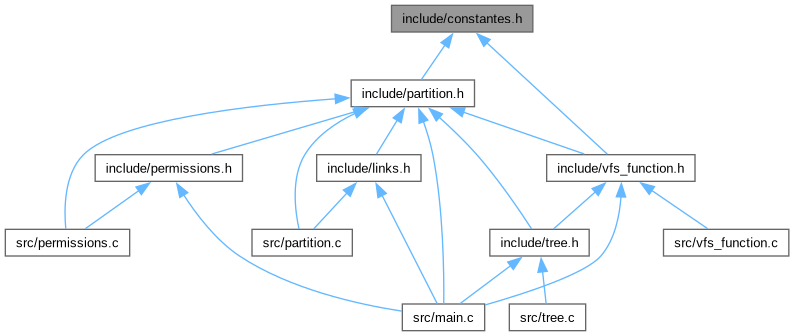 include/constantes.h
include/partition.h
include/permissions.h
include/links.h
include/vfs_function.h
src/permissions.c
src/partition.c
include/tree.h
src/vfs_function.c
src/main.c
src/tree.c